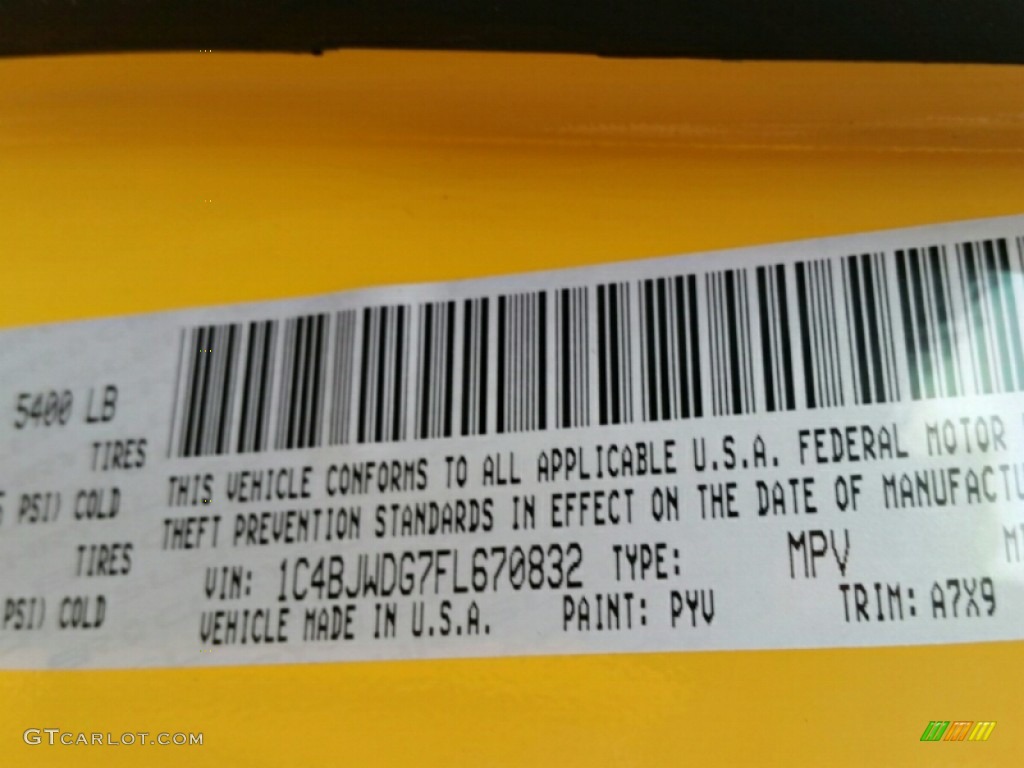 5400 LB
TIRES
PSI) COLD
TIRES
PSI) COLD
THIS VEHICLE CONFORMS TO ALL APPLICABLE U.S.A. FEDERAL MOTOR
THEFT PREVENTION STANDARDS IN EFFECT ON THE DATE OF MANUFACTU
VIN: 1C4BJWDG7FL670832 TYPE: MPV
VEHICLE MADE IN U.S.A. PAINT: PYV TRIM: A7X9
GTCARLOT.COM